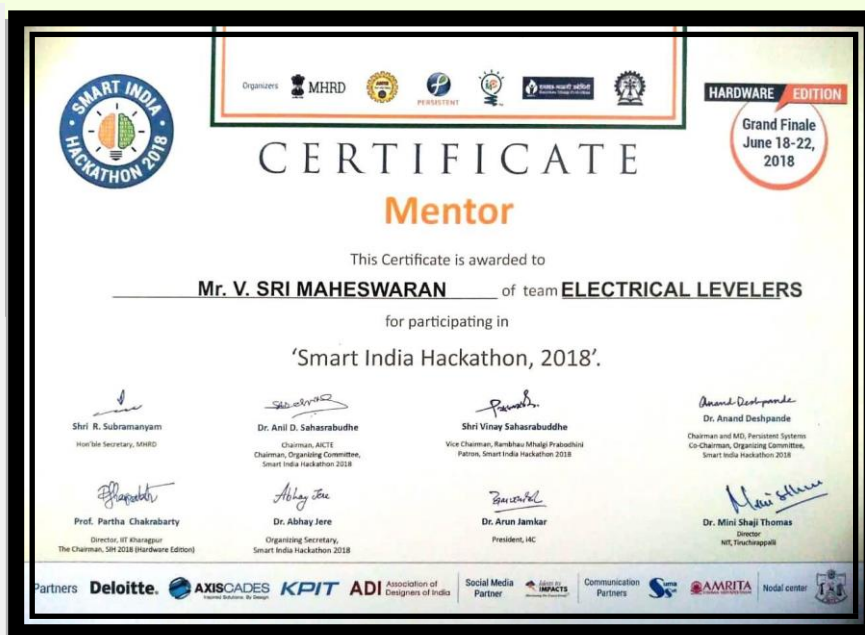 SMART INDIA
HACKATHON 2018
Organizers
MHRD
PERSISTENT
HARDWARE EDITION
Grand Finale
June 18-22,
2018
CERTIFICATE
Mentor
This Certificate is awarded to
Mr. V. SRI MAHESWARAN of team ELECTRICAL LEVELERS
for participating in
‘Smart India Hackathon, 2018’.
Shri R. Subramanyam
Hon'ble Secretary, MHRD
Dr. Anil D. Sahasrabudhe
Chairman, AICTE
Chairman, Organizing Committee,
Smart India Hackathon 2018
Shri Vinay Sahasrabuddhe
Vice Chairman, Rambhau Mhalgi Prabodhini
Patron, Smart India Hackathon 2018
Anand Deshpande
Dr. Anand Deshpande
Chairman and MD, Persistent Systems
Co-Chairman, Organizing Committee,
Smart India Hackathon 2018
Prof. Partha Chakrabarty
Director, IIT Kharagpur
The Chairman, SIH 2018 (Hardware Edition)
Abhay Jere
Dr. Abhay Jere
Organizing Secretary,
Smart India Hackathon 2018
Dr. Arun Jamkar
President, i4C
Dr. Mini Shaji Thomas
Director
NIT, Tiruchirappalli
Partners
Deloitte.
AXISCADES
KPIT
ADI Association of
Designers of India
Social Media
Partner
IMPACTS
Communication
Partners
AMRITA
Nodal center